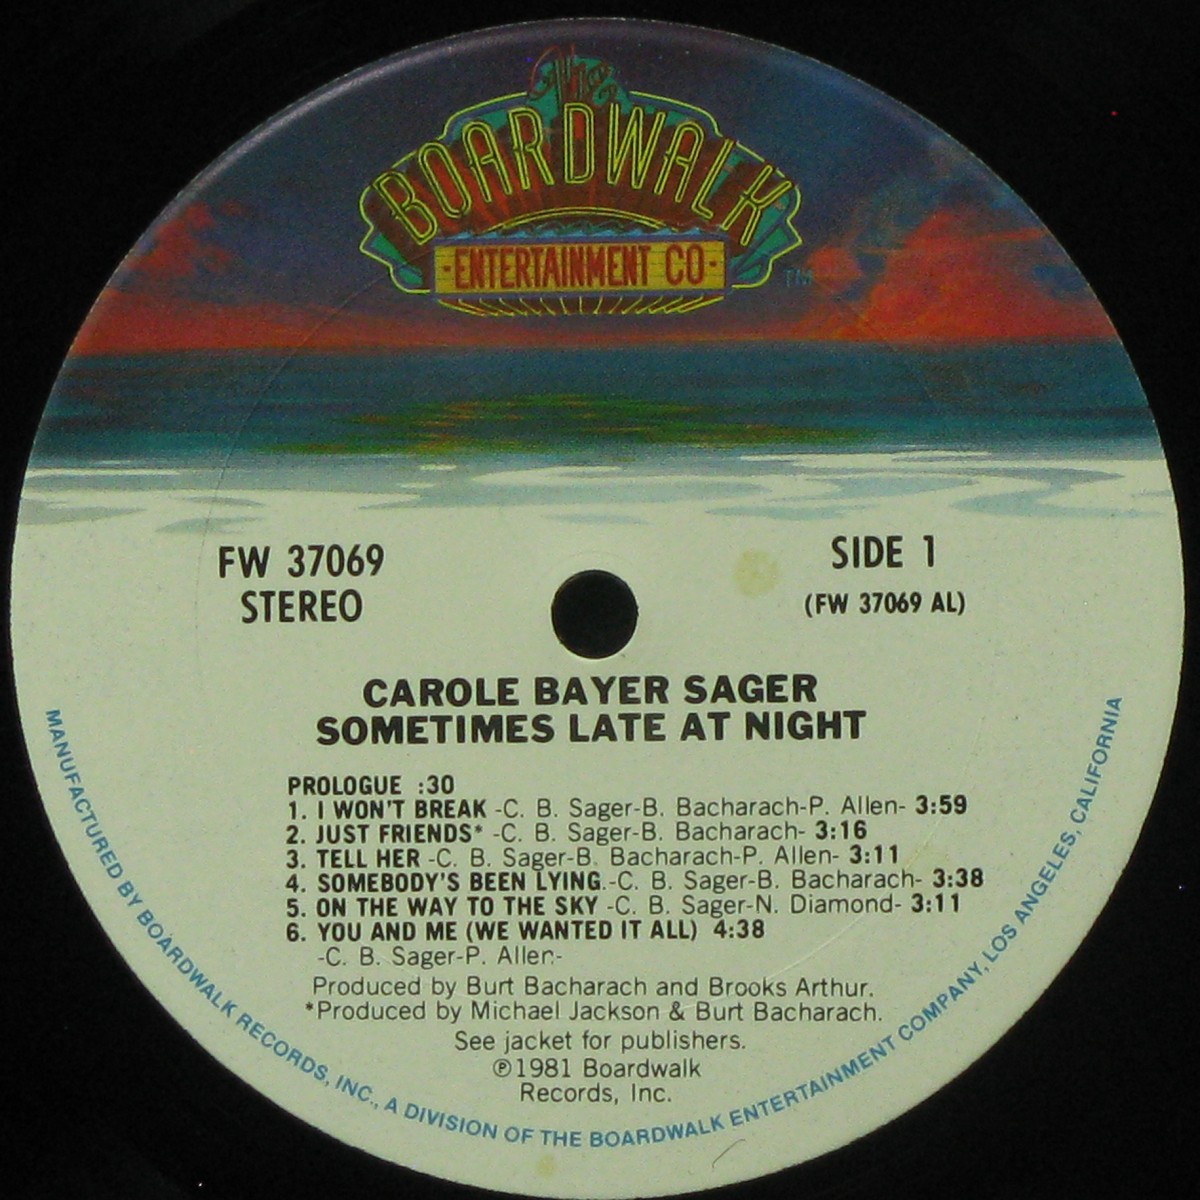 The
BOARDWALK
·ENTERTAINMENT CO·
TM
FW 37069
STEREO
SIDE 1
(FW 37069 AL)
CAROLE BAYER SAGER
SOMETIMES LATE AT NIGHT
PROLOGUE :30
1. I WON'T BREAK -C. B. Sager-B. Bacharach-P. Allen- 3:59
2. JUST FRIENDS* -C. B. Sager-B. Bacharach- 3:16
3. TELL HER -C. B. Sager-B. Bacharach-P. Allen- 3:11
4. SOMEBODY'S BEEN LYING.-C. B. Sager-B. Bacharach- 3:38
5. ON THE WAY TO THE SKY -C. B. Sager-N. Diamond- 3:11
6. YOU AND ME (WE WANTED IT ALL) 4:38
-C. B. Sager-P. Allen-
Produced by Burt Bacharach and Brooks Arthur.
*Produced by Michael Jackson & Burt Bacharach.
See jacket for publishers.
℗1981 Boardwalk
Records, Inc.
MANUFACTURED BY BOARDWALK RECORDS, INC., A DIVISION OF THE BOARDWALK ENTERTAINMENT COMPANY, LOS ANGELES, CALIFORNIA